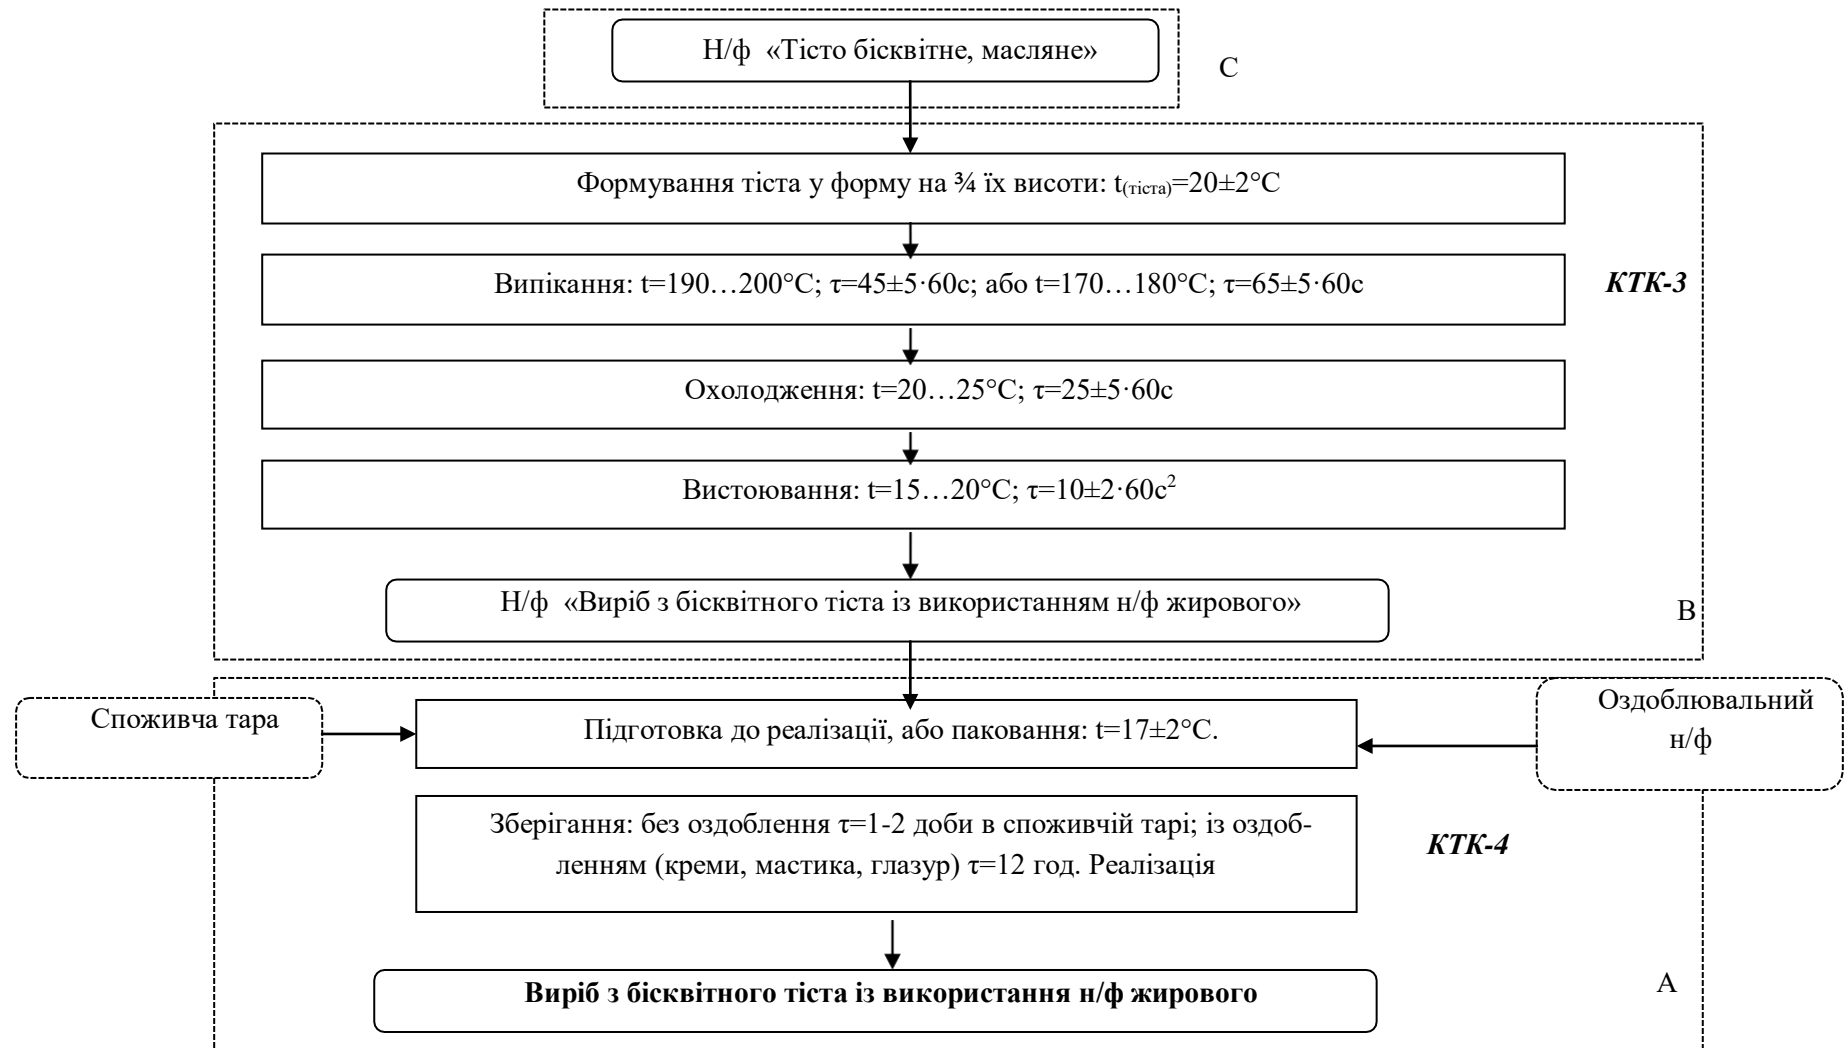 Н/ф «Тісто бісквітне, масляне»
С
Формування тіста у форму на ¾ їх висоти: t(тіста)=20±2°С
Випікання: t=190…200°С; τ=45±5·60с; або t=170…180°С; τ=65±5·60с
КТК-3
Охолодження: t=20…25°С; τ=25±5·60с
Вистоювання: t=15…20°С; τ=10±2·60с²
Н/ф «Виріб з бісквітного тіста із використанням н/ф жирового»
В
Споживча тара
Підготовка до реалізації, або паковання: t=17±2°С.
Оздоблювальний
н/ф
Зберігання: без оздоблення τ=1-2 доби в споживчій тарі; із оздоб-
ленням (креми, мастика, глазур) τ=12 год. Реалізація
КТК-4
Виріб з бісквітного тіста із використання н/ф жирового
А